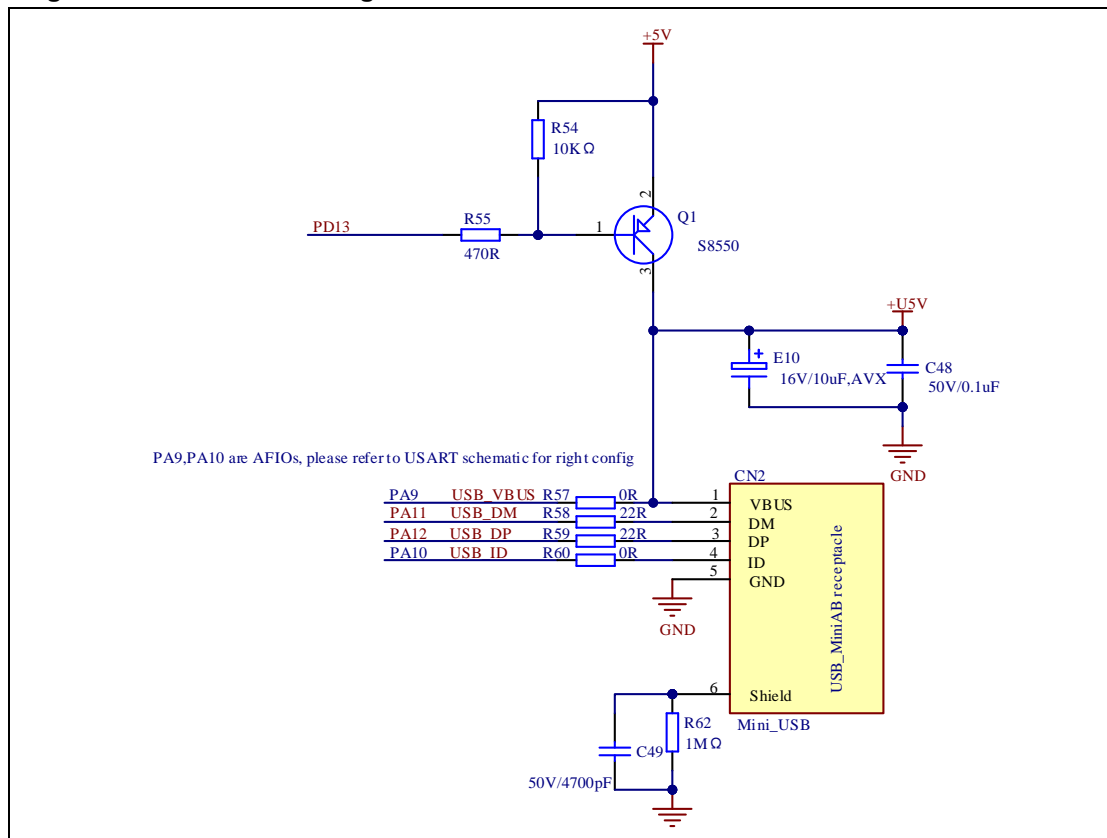 +5V
R54
10KΩ
2
Q1
PD13
R55
1
S8550
470R
3
+U5V
E10
16V/10uF,AVX
C48
50V/0.1uF
PA9,PA10 are AFIOs, please refer to USART schematic for right config
GND
CN2
PA9 USB_VBUS R57 0R 1 VBUS
PA11 USB_DM R58 22R 2 DM
PA12 USB_DP R59 22R 3 DP
PA10 USB_ID R60 0R 4 ID
5 GND
GND
USB_MiniAB receptacle
6 Shield
Mini_USB
R62
1MΩ
C49
50V/4700pF